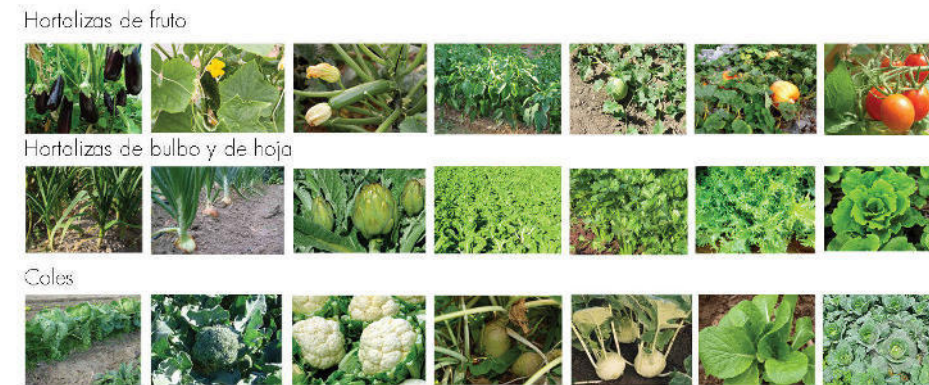 Hortalizas de fruto
Hortalizas de bulbo y de hoja
Coles